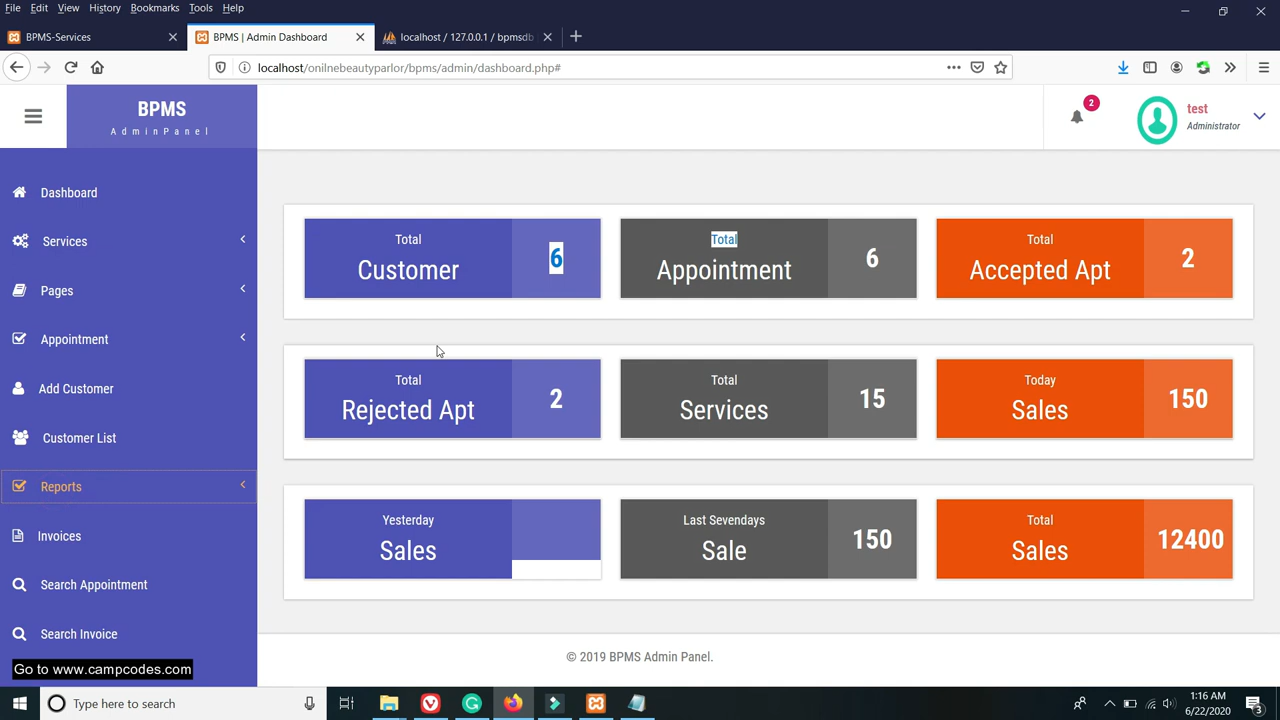 File Edit View History Bookmarks Tools Help
BPMS-Services
BPMS | Admin Dashboard
localhost / 127.0.0.1 / bpmsdb
localhost/onilnebeautyparlor/bpms/admin/dashboard.php#
BPMS
AdminPanel
2
test
Administrator
Dashboard
Services
Pages
Appointment
Add Customer
Customer List
Reports
Invoices
Search Appointment
Search Invoice
Total
Customer
6
Total
Appointment
6
Total
Accepted Apt
2
Total
Rejected Apt
2
Total
Services
15
Today
Sales
150
Yesterday
Sales
Last Sevendays
Sale
150
Total
Sales
12400
© 2019 BPMS Admin Panel.
Go to www.campcodes.com
Type here to search
1:16 AM
6/22/2020
3